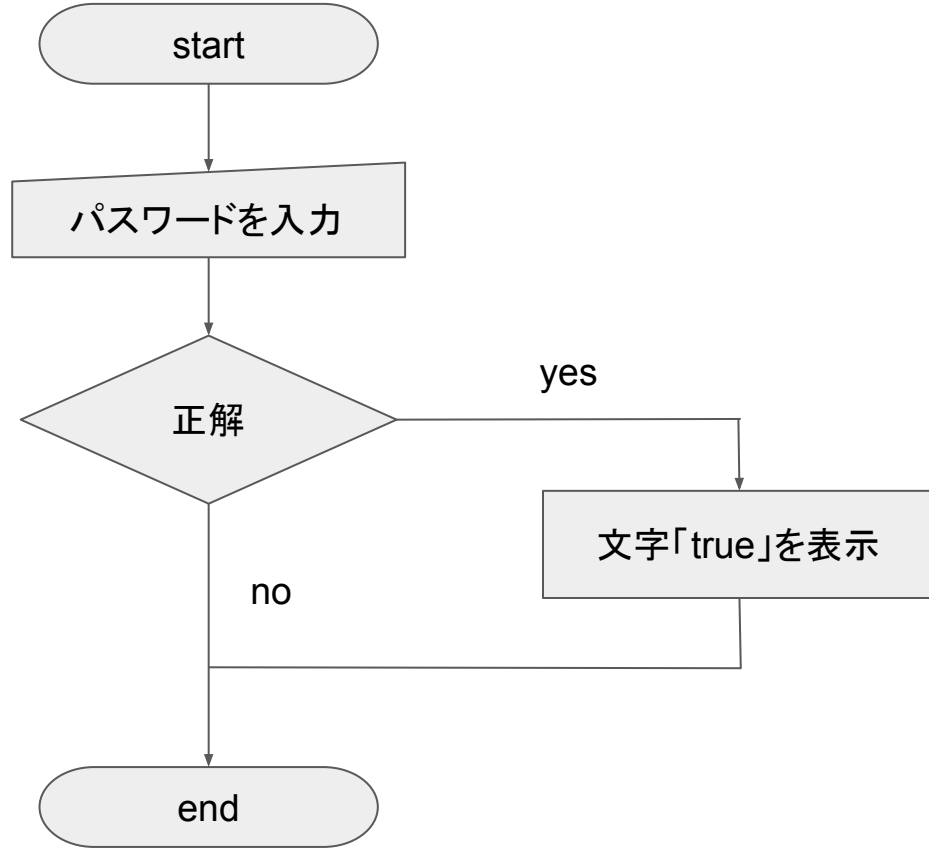 start
パスワードを入力
正解
yes
文字「true」を表示
no
end